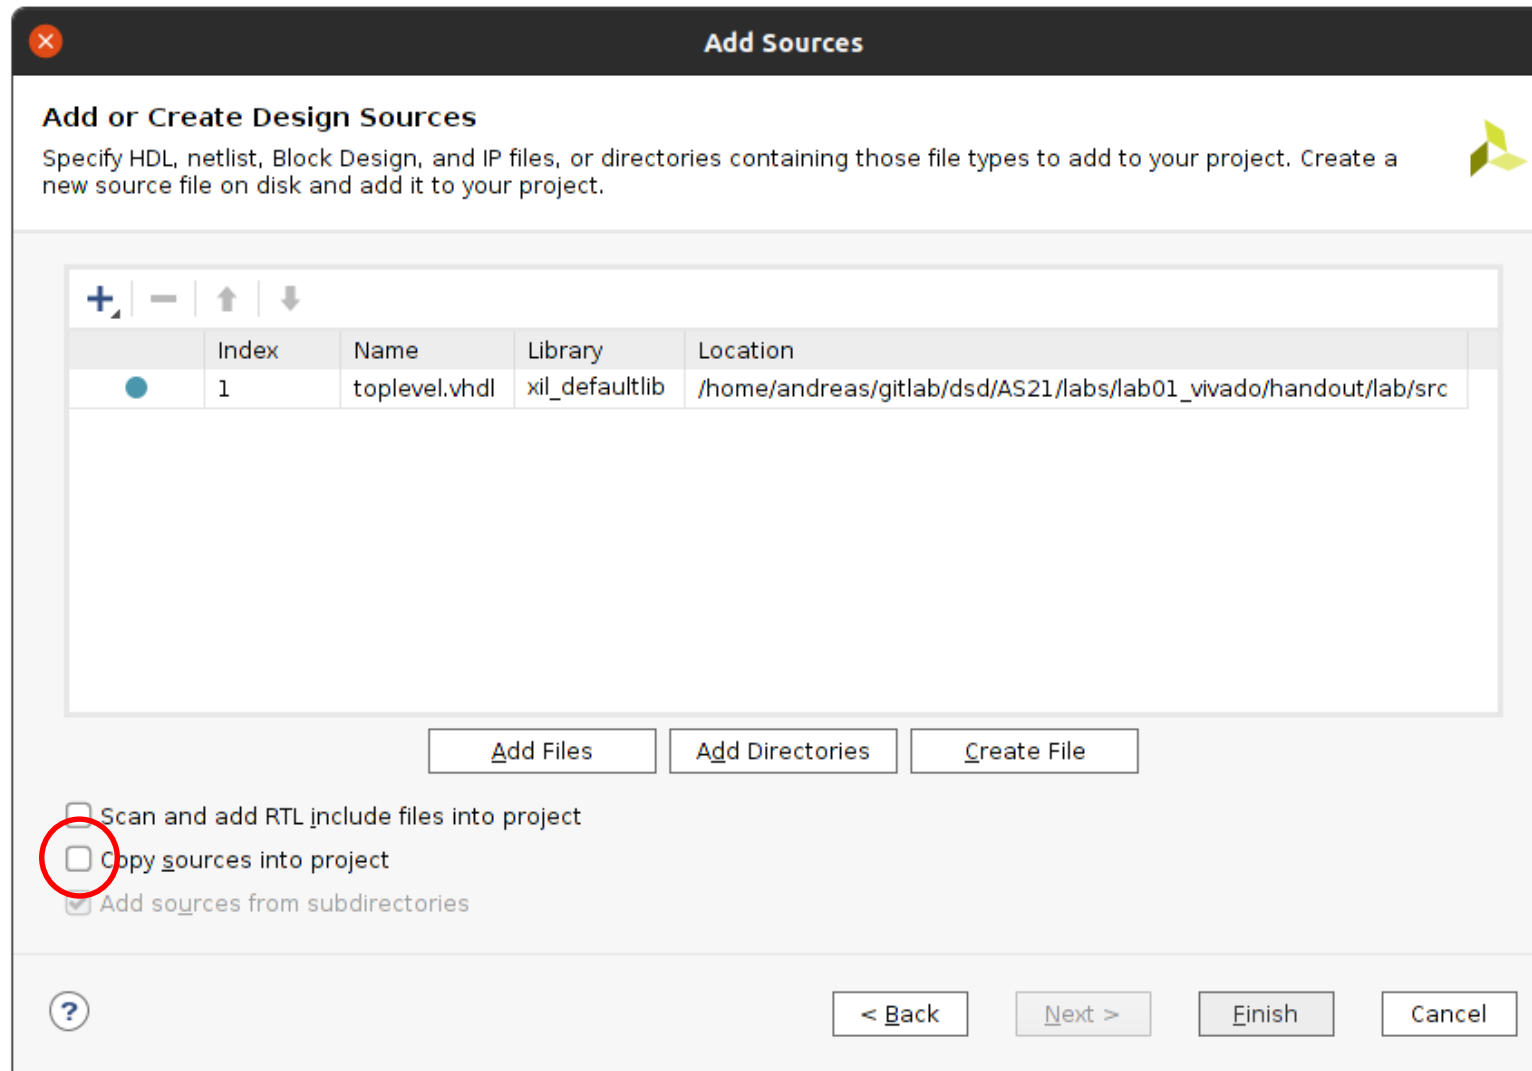 Add Sources
Add or Create Design Sources
Specify HDL, netlist, Block Design, and IP files, or directories containing those file types to add to your project. Create a
new source file on disk and add it to your project.
Index Name Library Location
1 toplevel.vhdl xil_defaultlib /home/andreas/gitlab/dsd/AS21/labs/lab01_vivado/handout/lab/src
Add Files Add Directories Create File
Scan and add RTL include files into project
Copy sources into project
Add sources from subdirectories
? < Back Next > Finish Cancel